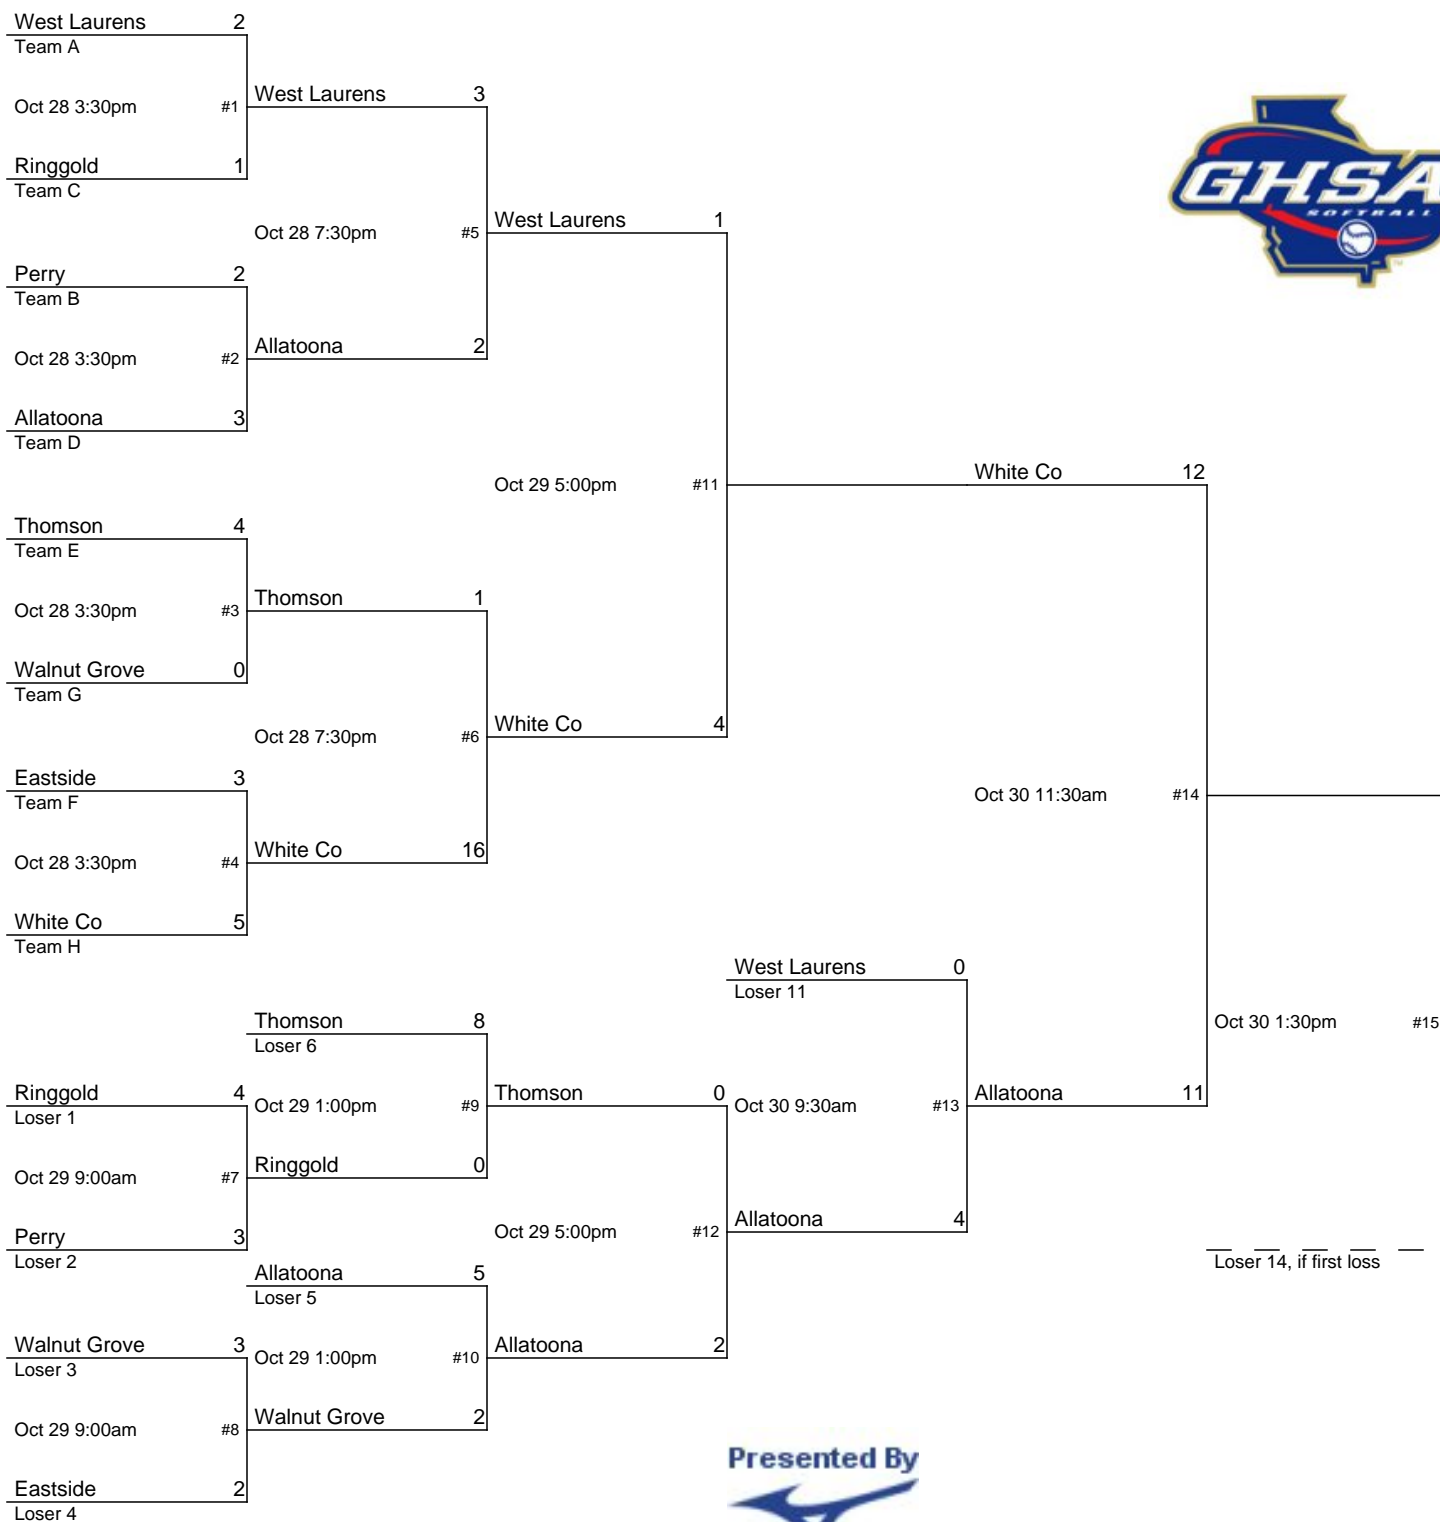 West Laurens 2
Team A
Oct 28 3:30pm #1
West Laurens 3
Ringgold 1
Team C
Oct 28 7:30pm #5
West Laurens 1
Perry 2
Team B
Oct 28 3:30pm #2
Allatoona 2
Allatoona 3
Team D
Oct 29 5:00pm #11
White Co 12
Thomson 4
Team E
Oct 28 3:30pm #3
Thomson 1
Walnut Grove 0
Team G
Oct 28 7:30pm #6
White Co 4
Eastside 3
Team F
Oct 30 11:30am #14
Oct 28 3:30pm #4
White Co 16
White Co 5
Team H
West Laurens 0
Loser 11
Thomson 8
Loser 6
Oct 30 1:30pm #15
Ringgold 4
Loser 1
Oct 29 1:00pm #9
Thomson 0
Oct 30 9:30am #13
Allatoona 11
Oct 29 9:00am #7
Ringgold 0
Perry 3
Loser 2
Oct 29 5:00pm #12
Allatoona 4
Allatoona 5
Loser 5
Loser 14, if first loss
Walnut Grove 3
Loser 3
Oct 29 1:00pm #10
Allatoona 2
Oct 29 9:00am #8
Walnut Grove 2
Eastside 2
Loser 4
GHSA
SOFTBALL
TM
Presented By